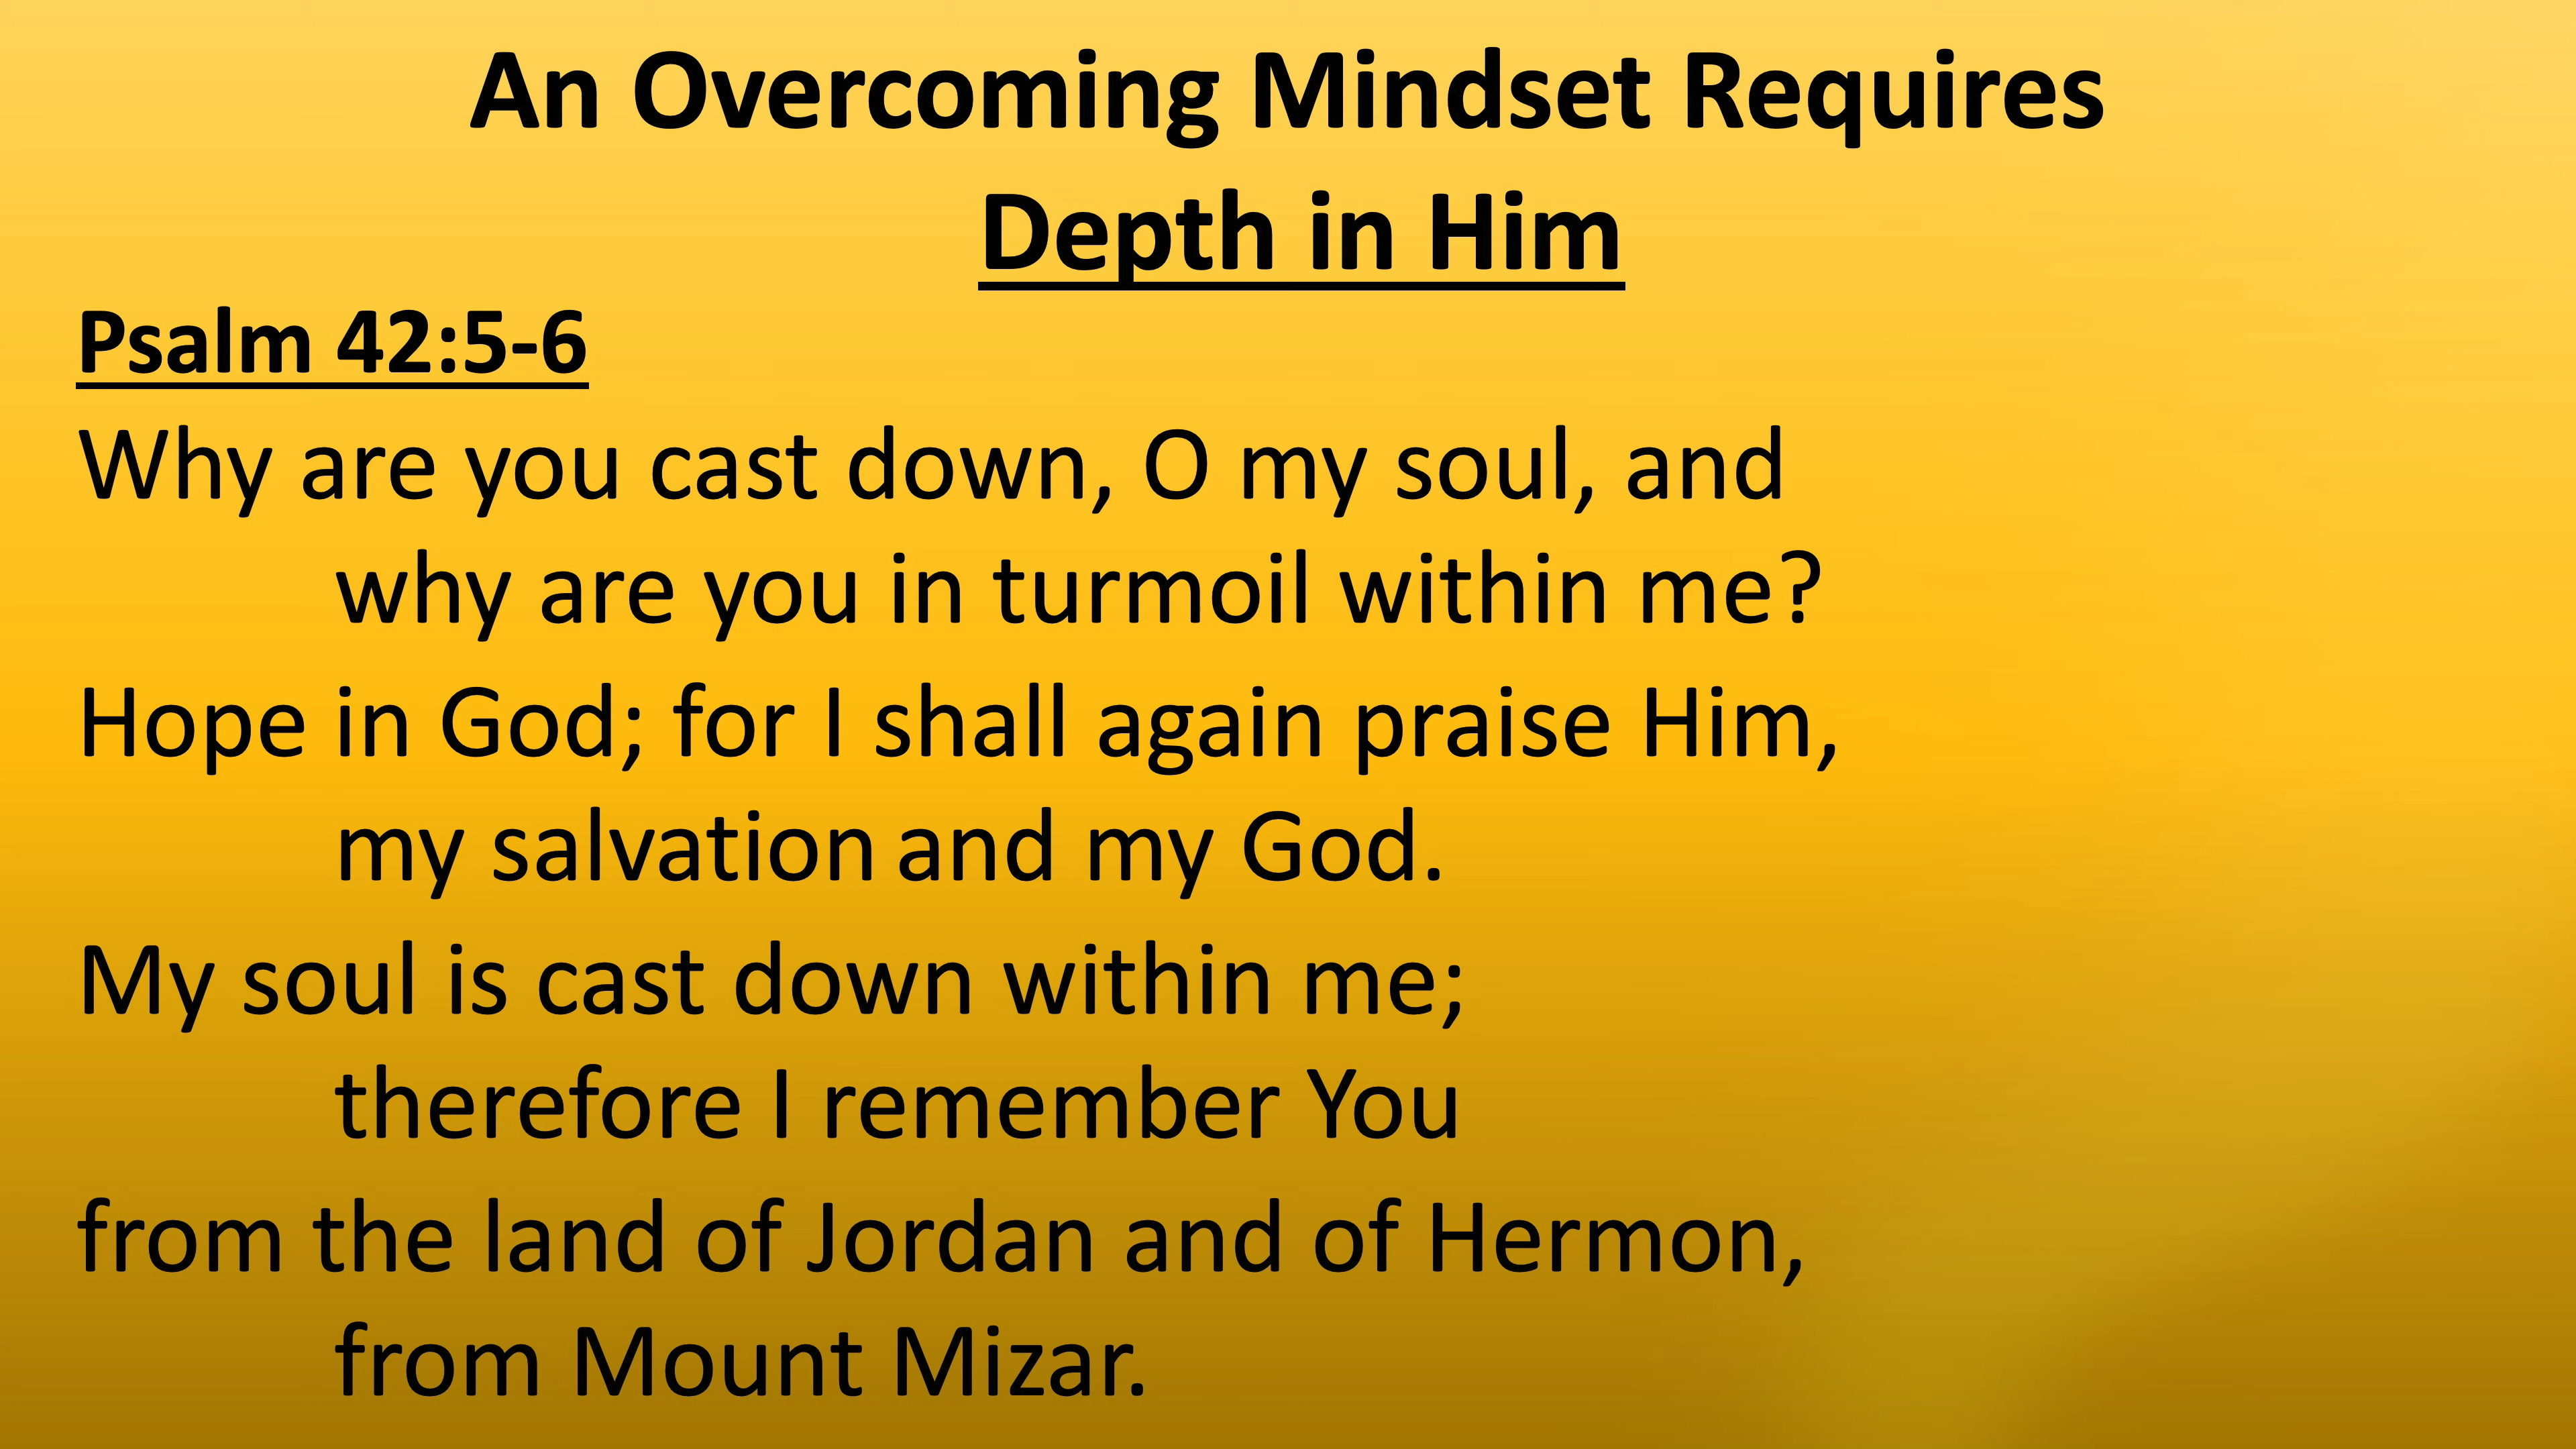 An Overcoming Mindset Requires
Depth in Him
Psalm 42:5-6
Why are you cast down, O my soul, and
why are you in turmoil within me?
Hope in God; for I shall again praise Him,
my salvation and my God.
My soul is cast down within me;
therefore I remember You
from the land of Jordan and of Hermon,
from Mount Mizar.